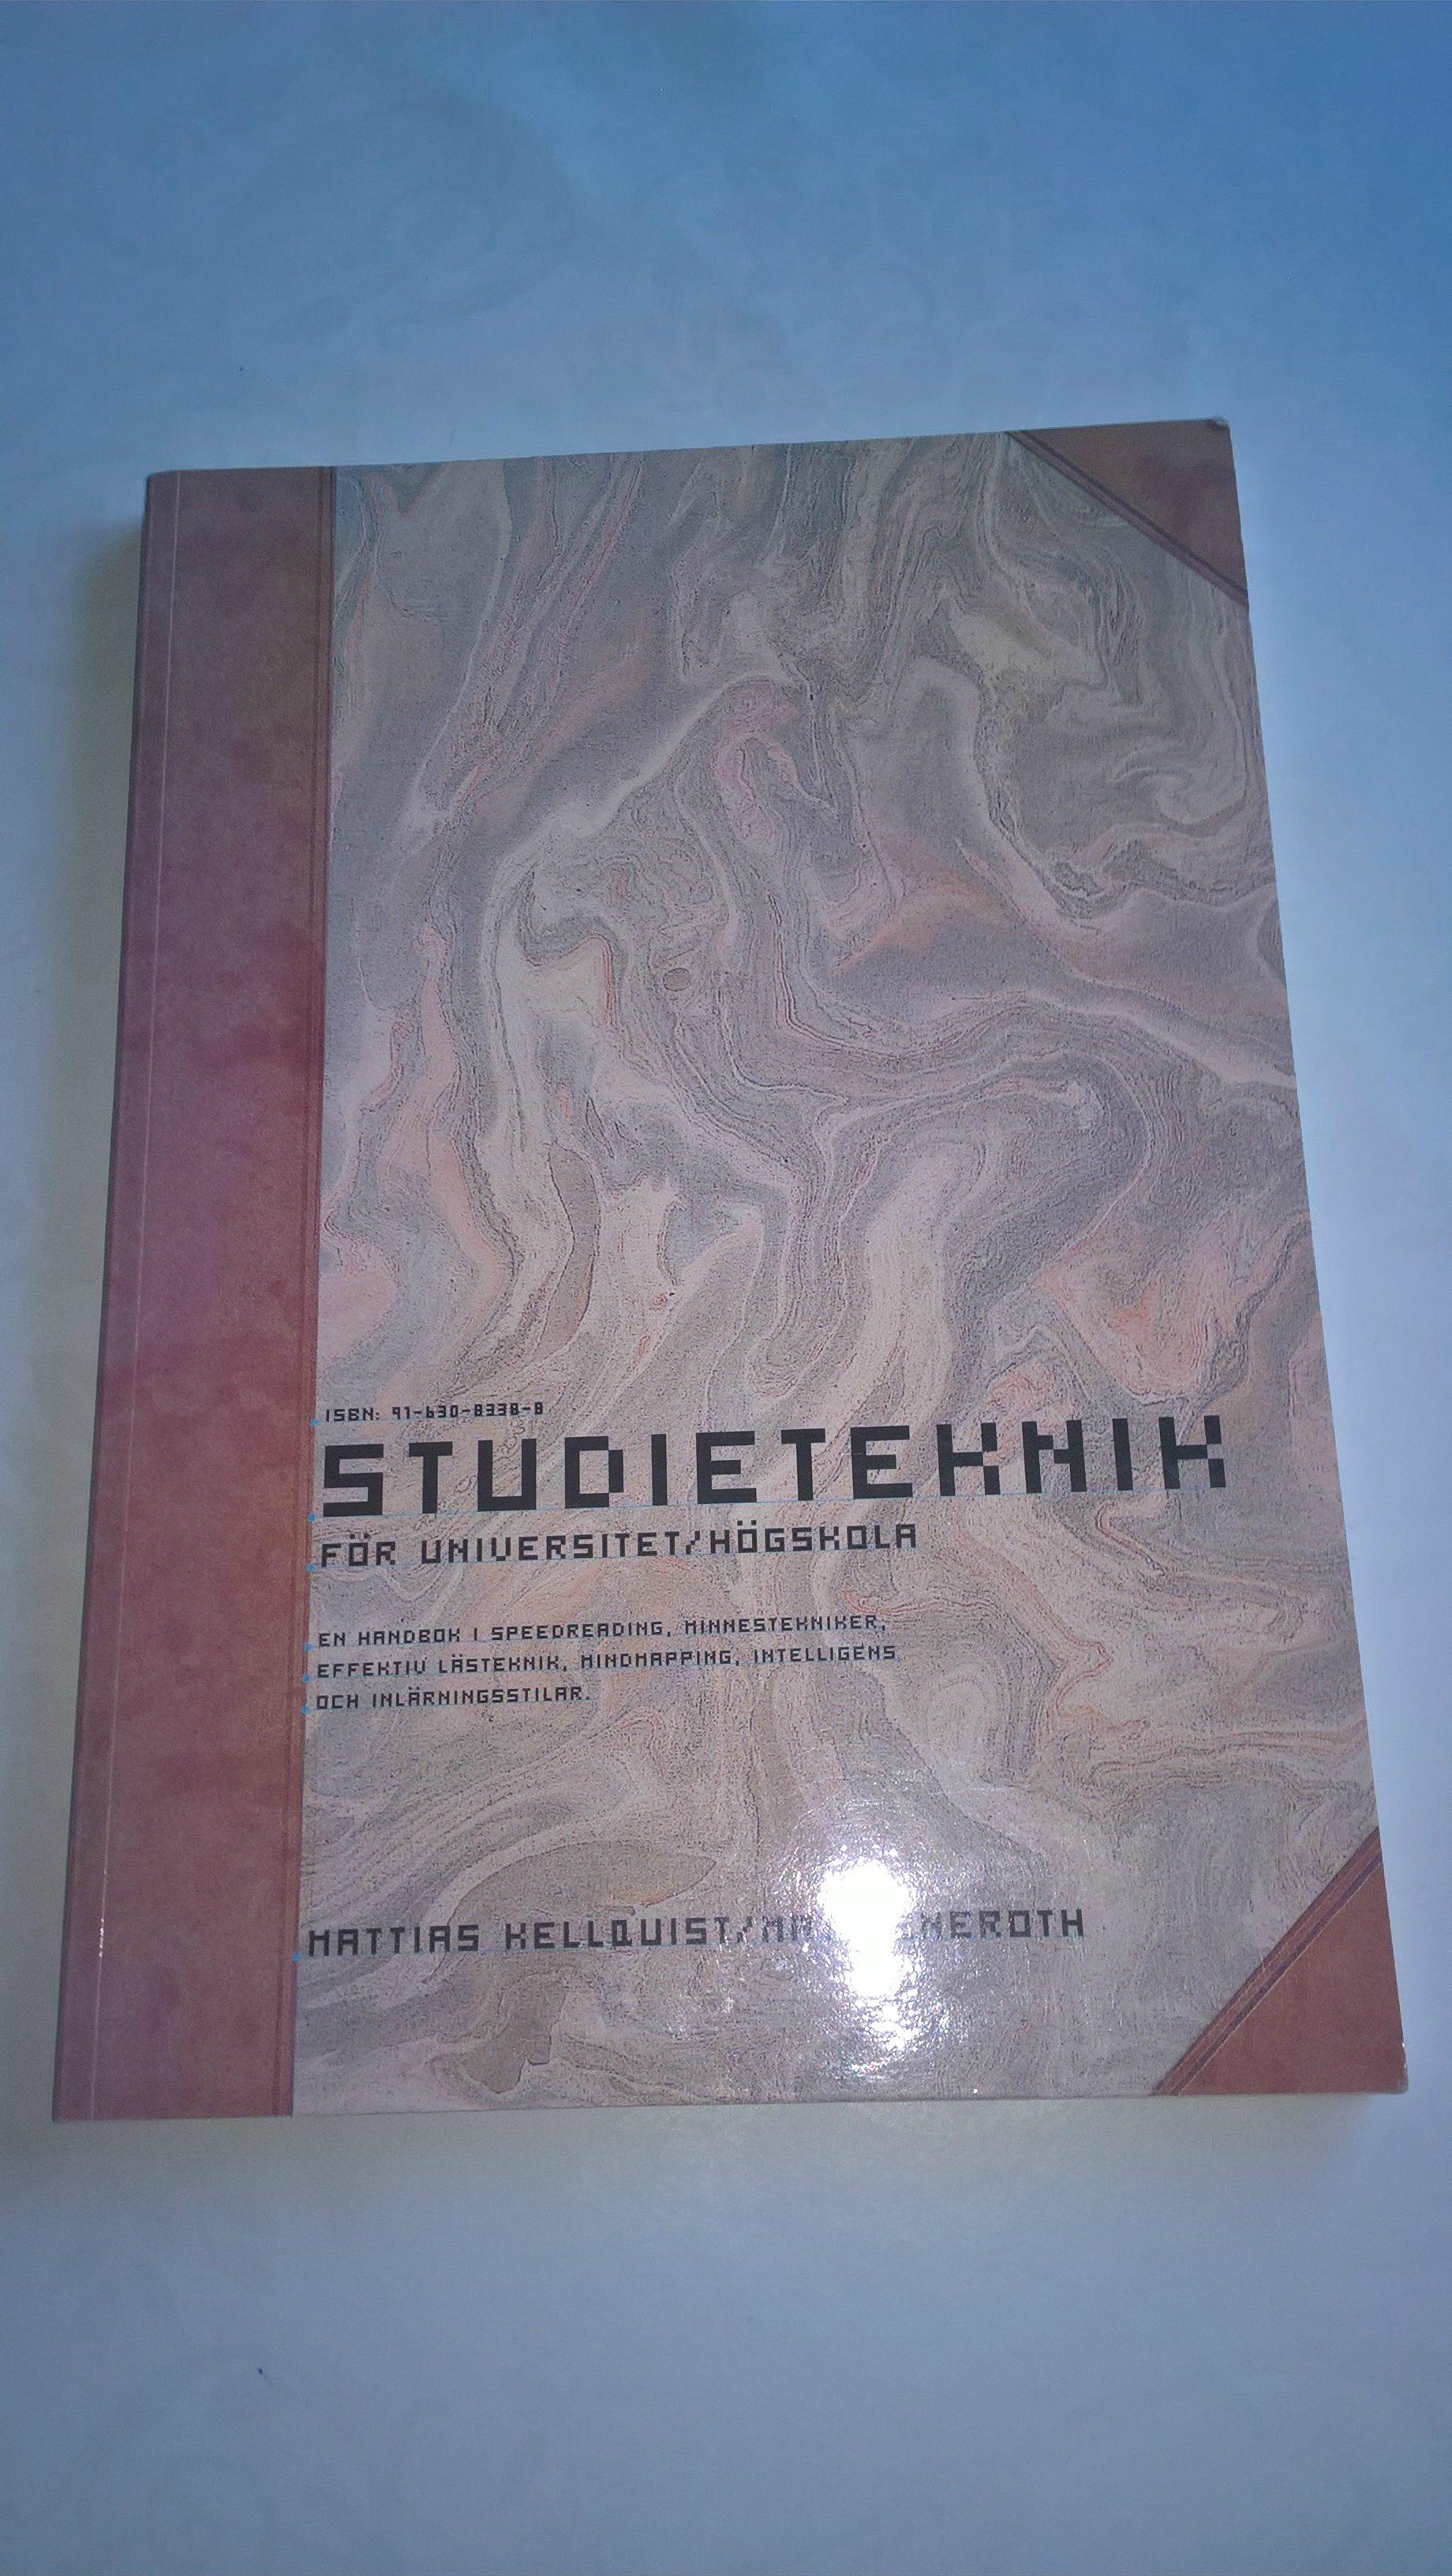 ISBN: 91-630-8338-8
STUDIETEKNIK
FÖR UNIVERSITET/HÖGSKOLA
EN HANDBOK I SPEEDREADING, MINNESTEKNIKER,
EFFEKTIV LÄSTEKNIK, MINDMAPPING, INTELLIGENS
OCH INLÄRNINGSSTILAR.
MATTIAS KELLQUIST/